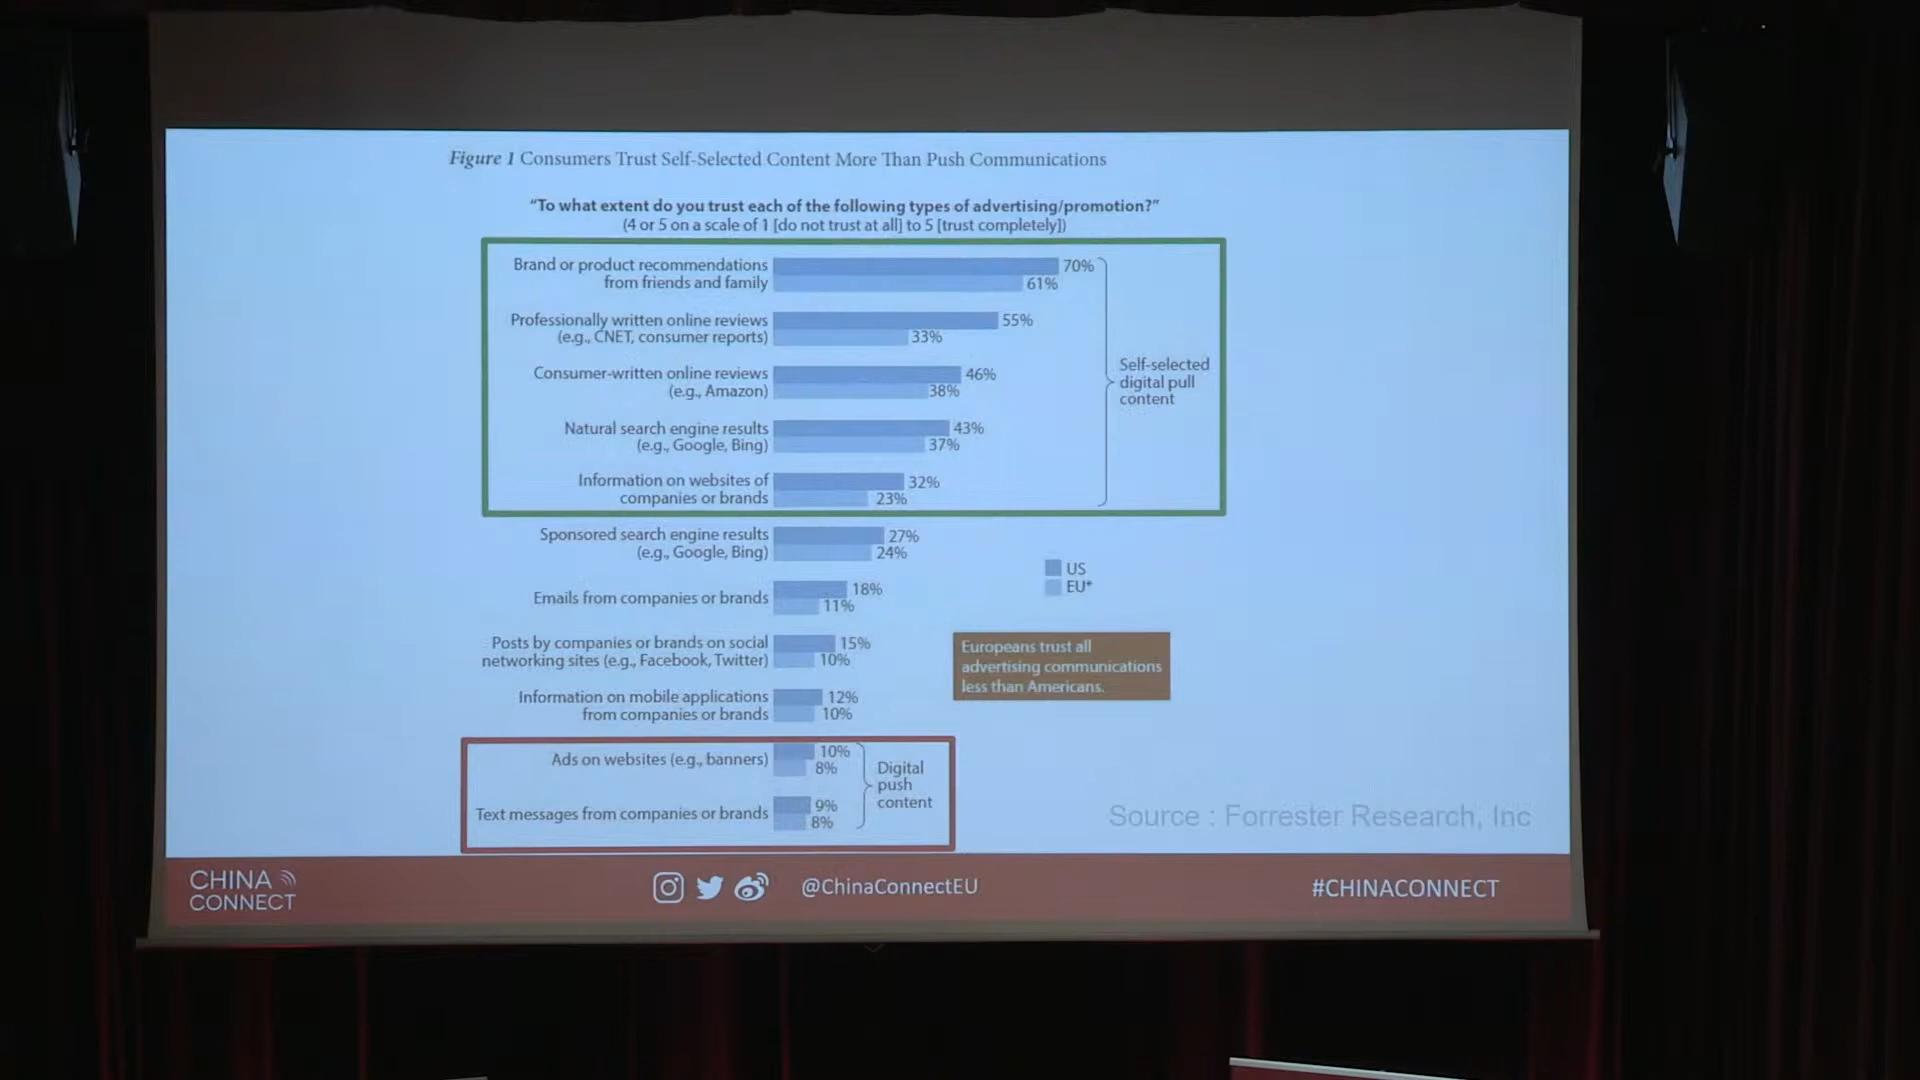 Figure 1 Consumers Trust Self-Selected Content More Than Push Communications
"To what extent do you trust each of the following types of advertising/promotion?"
(4 or 5 on a scale of 1 [do not trust at all] to 5 [trust completely])
Brand or product recommendations
from friends and family
70%
61%
Professionally written online reviews
(e.g., CNET, consumer reports)
55%
33%
Consumer-written online reviews
(e.g., Amazon)
46%
38%
Natural search engine results
(e.g., Google, Bing)
43%
37%
Information on websites of
companies or brands
32%
23%
Self-selected
digital pull
content
Sponsored search engine results
(e.g., Google, Bing)
27%
24%
Emails from companies or brands
18%
11%
US
EU*
Posts by companies or brands on social
networking sites (e.g., Facebook, Twitter)
15%
10%
Europeans trust all
advertising communications
less than Americans.
Information on mobile applications
from companies or brands
12%
10%
Ads on websites (e.g., banners)
10%
8%
Text messages from companies or brands
9%
8%
Digital
push
content
Source : Forrester Research, Inc
CHINA
CONNECT
@ChinaConnectEU
#CHINACONNECT